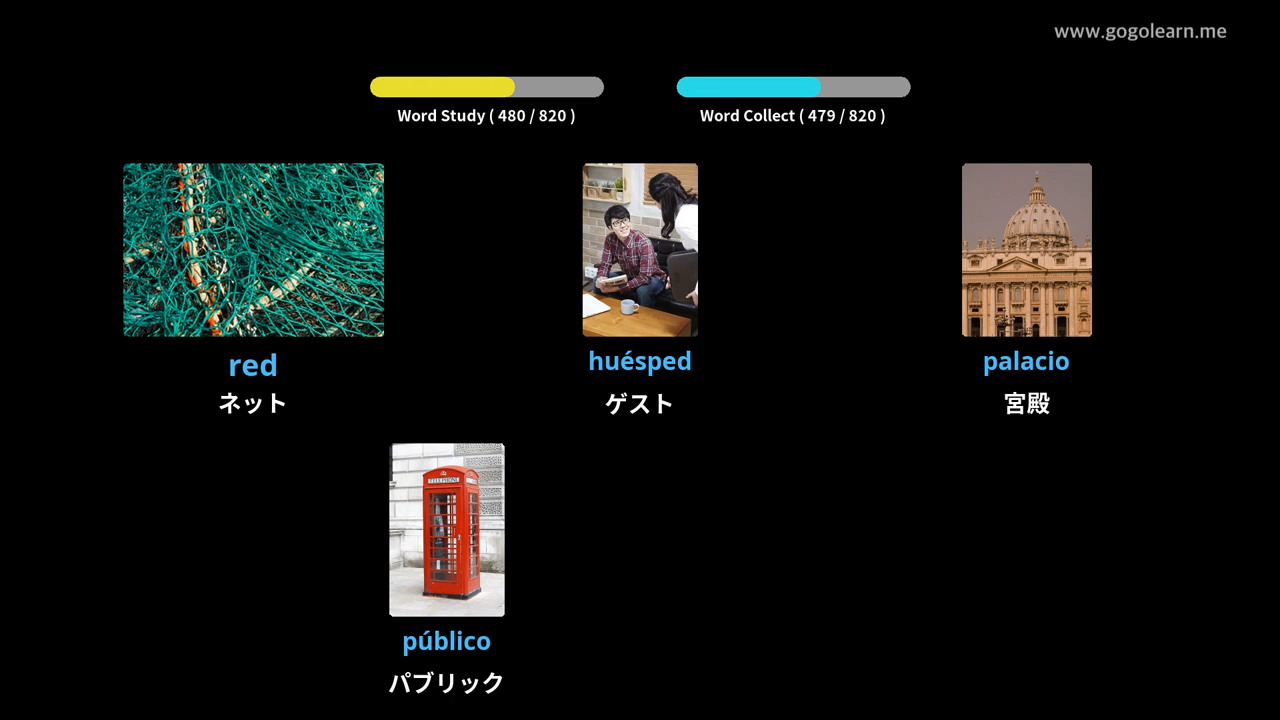 www.gogolearn.me
Word Study ( 480 / 820 )
Word Collect ( 479 / 820 )
red
ネット
huésped
ゲスト
palacio
宮殿
TELEPHONE
público
パブリック